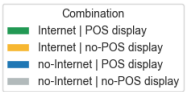 Combination
Internet | POS display
Internet | no-POS display
no-Internet | POS display
no-Internet | no-POS display